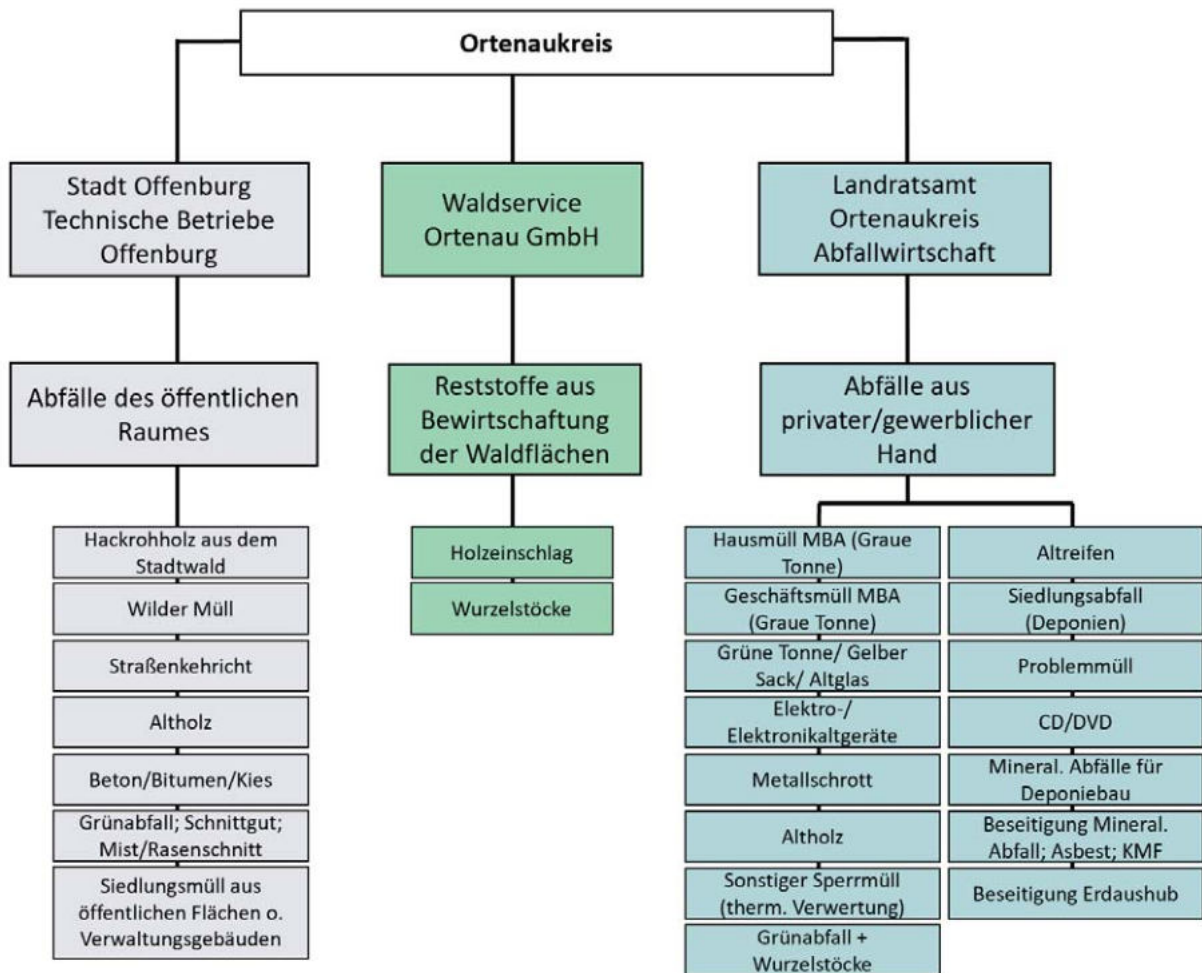 Ortenaukreis
Stadt Offenburg
Technische Betriebe
Offenburg
Waldservice
Ortenau GmbH
Landratsamt
Ortenaukreis
Abfallwirtschaft
Abfälle des öffentlichen
Raumes
Reststoffe aus
Bewirtschaftung
der Waldflächen
Abfälle aus
privater/gewerblicher
Hand
Hackrohholz aus dem
Stadtwald
Wilder Müll
Straßenkehricht
Altholz
Beton/Bitumen/Kies
Grünabfall; Schnittgut;
Mist/Rasenschnitt
Siedlungsmüll aus
öffentlichen Flächen o.
Verwaltungsgebäuden
Holzeinschlag
Wurzelstöcke
Hausmüll MBA (Graue
Tonne)
Geschäftsmüll MBA
(Graue Tonne)
Grüne Tonne/ Gelber
Sack/ Altglas
Elektro-/
Elektronikaltgeräte
Metallschrott
Altholz
Sonstiger Sperrmüll
(therm. Verwertung)
Grünabfall +
Wurzelstöcke
Altreifen
Siedlungsabfall
(Deponien)
Problemmüll
CD/DVD
Mineral. Abfälle für
Deponiebau
Beseitigung Mineral.
Abfall; Asbest; KMF
Beseitigung Erdaushub